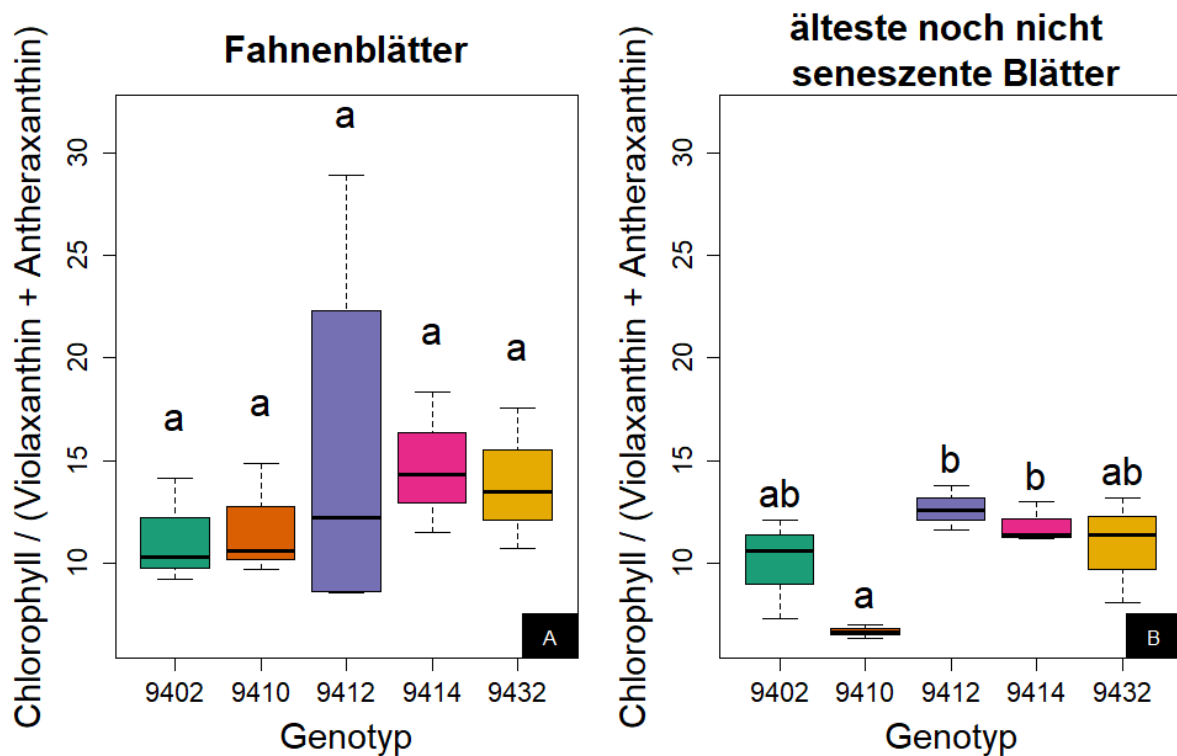 Fahnenblätter
Chlorophyll / (Violaxanthin + Antheraxanthin)
30
25
20
15
10
a
a
a
a
a
A
9402 9410 9412 9414 9432
Genotyp
älteste noch nicht
seneszente Blätter
Chlorophyll / (Violaxanthin + Antheraxanthin)
30
25
20
15
10
ab
a
b
b
ab
B
9402 9410 9412 9414 9432
Genotyp